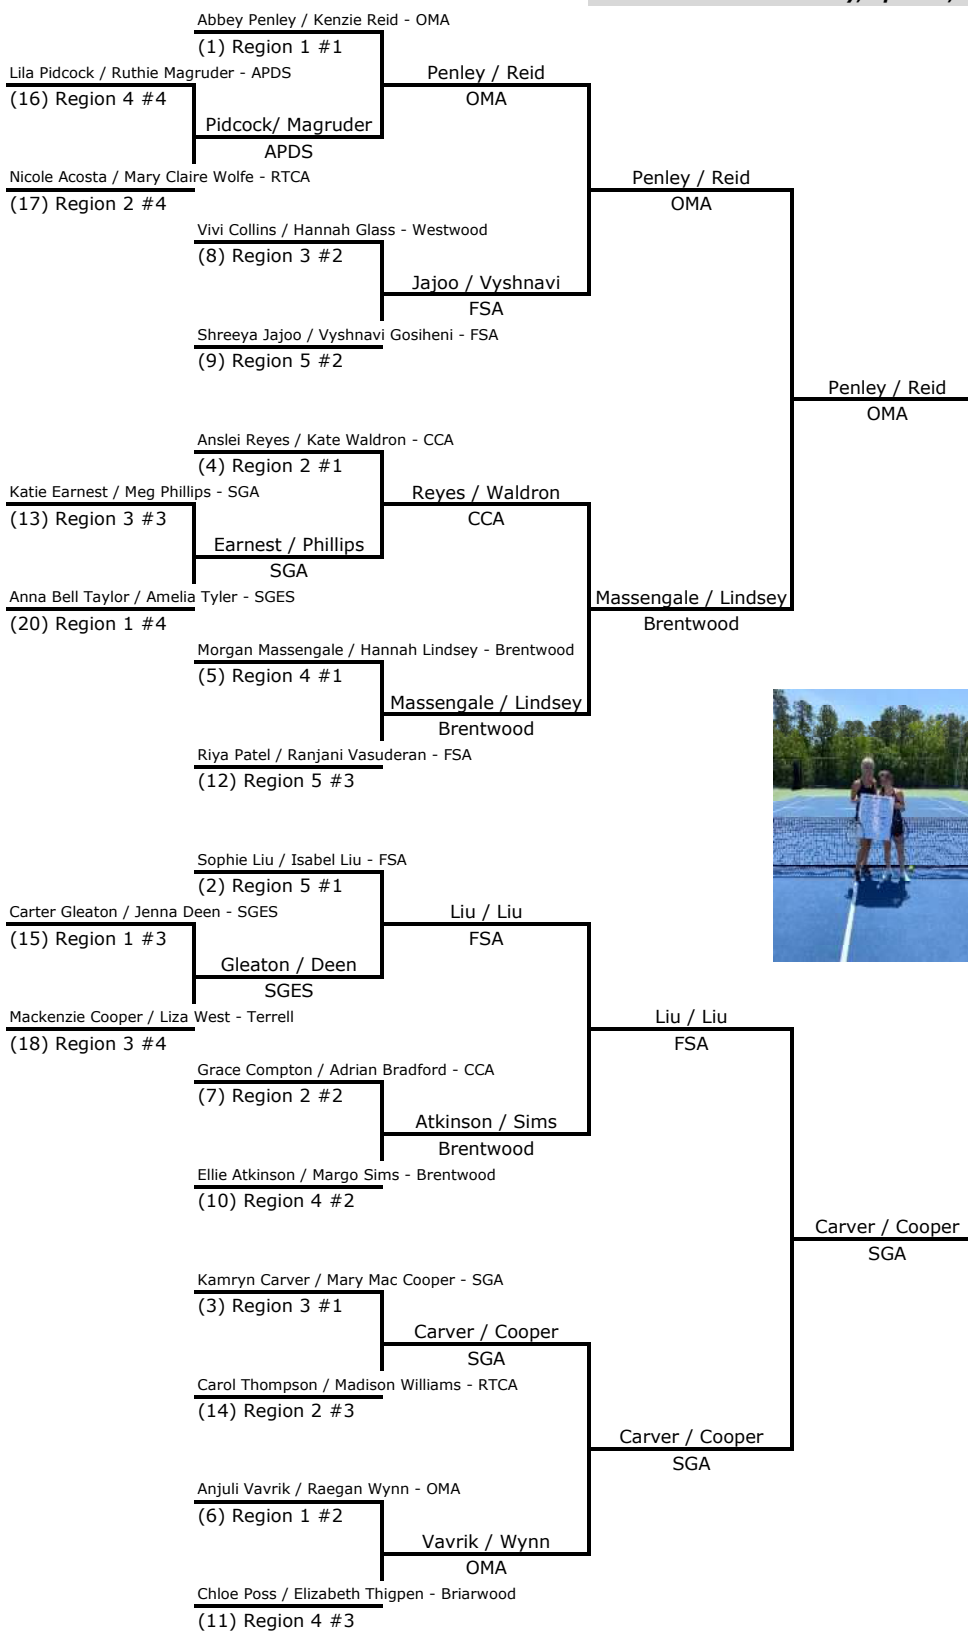 Abbey Penley / Kenzie Reid - OMA
(1) Region 1 #1
Lila Pidcock / Ruthie Magruder - APDS
(16) Region 4 #4
Penley / Reid
OMA
Pidcock/ Magruder
APDS
Nicole Acosta / Mary Claire Wolfe - RTCA
(17) Region 2 #4
Penley / Reid
OMA
Vivi Collins / Hannah Glass - Westwood
(8) Region 3 #2
Jajoo / Vyshnavi
FSA
Shreeya Jajoo / Vyshnavi Gosiheni - FSA
(9) Region 5 #2
Penley / Reid
OMA
Anslei Reyes / Kate Waldron - CCA
(4) Region 2 #1
Katie Earnest / Meg Phillips - SGA
(13) Region 3 #3
Reyes / Waldron
CCA
Earnest / Phillips
SGA
Anna Bell Taylor / Amelia Tyler - SGES
(20) Region 1 #4
Massengale / Lindsey
Brentwood
Morgan Massengale / Hannah Lindsey - Brentwood
(5) Region 4 #1
Massengale / Lindsey
Brentwood
Riya Patel / Ranjani Vasuderan - FSA
(12) Region 5 #3
Sophie Liu / Isabel Liu - FSA
(2) Region 5 #1
Carter Gleaton / Jenna Deen - SGES
(15) Region 1 #3
Liu / Liu
FSA
Gleaton / Deen
SGES
Mackenzie Cooper / Liza West - Terrell
(18) Region 3 #4
Liu / Liu
FSA
Grace Compton / Adrian Bradford - CCA
(7) Region 2 #2
Atkinson / Sims
Brentwood
Ellie Atkinson / Margo Sims - Brentwood
(10) Region 4 #2
Carver / Cooper
SGA
Kamryn Carver / Mary Mac Cooper - SGA
(3) Region 3 #1
Carver / Cooper
SGA
Carol Thompson / Madison Williams - RTCA
(14) Region 2 #3
Carver / Cooper
SGA
Anjuli Vavrik / Raegan Wynn - OMA
(6) Region 1 #2
Vavrik / Wynn
OMA
Chloe Poss / Elizabeth Thigpen - Briarwood
(11) Region 4 #3